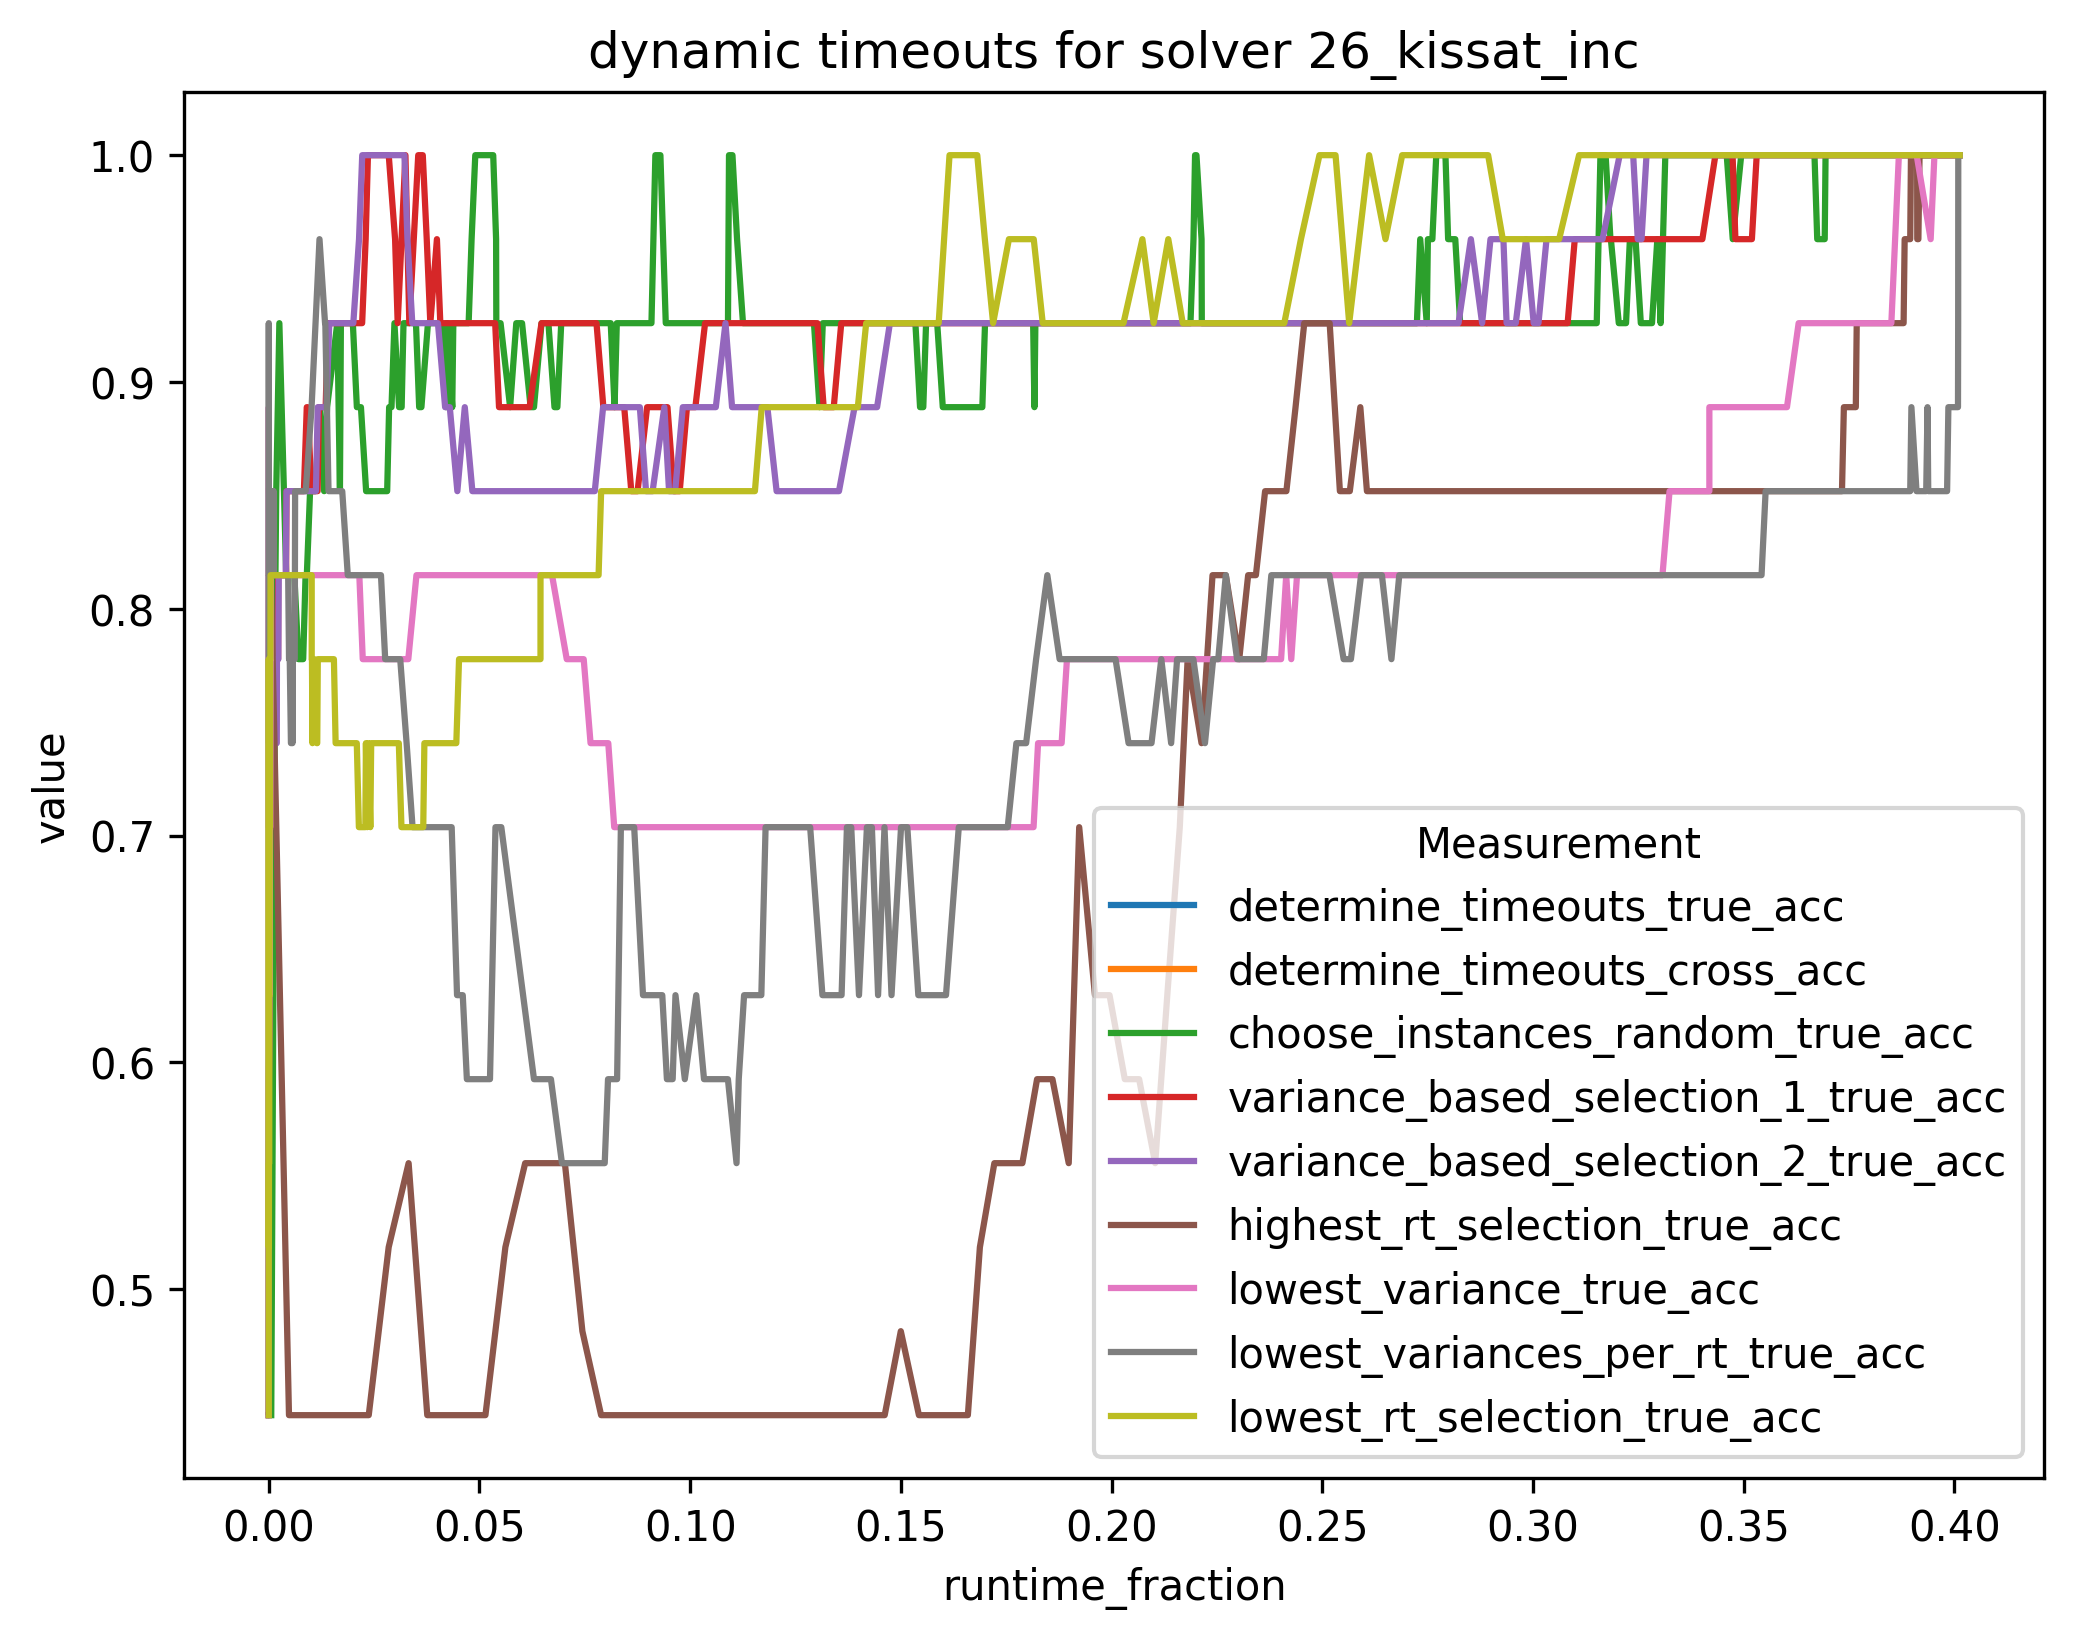 dynamic timeouts for solver 26_kissat_inc
value
1.0
0.9
0.8
0.7
0.6
0.5
Measurement
determine_timeouts_true_acc
determine_timeouts_cross_acc
choose_instances_random_true_acc
variance_based_selection_1_true_acc
variance_based_selection_2_true_acc
highest_rt_selection_true_acc
lowest_variance_true_acc
lowest_variances_per_rt_true_acc
lowest_rt_selection_true_acc
0.00 0.05 0.10 0.15 0.20 0.25 0.30 0.35 0.40
runtime_fraction